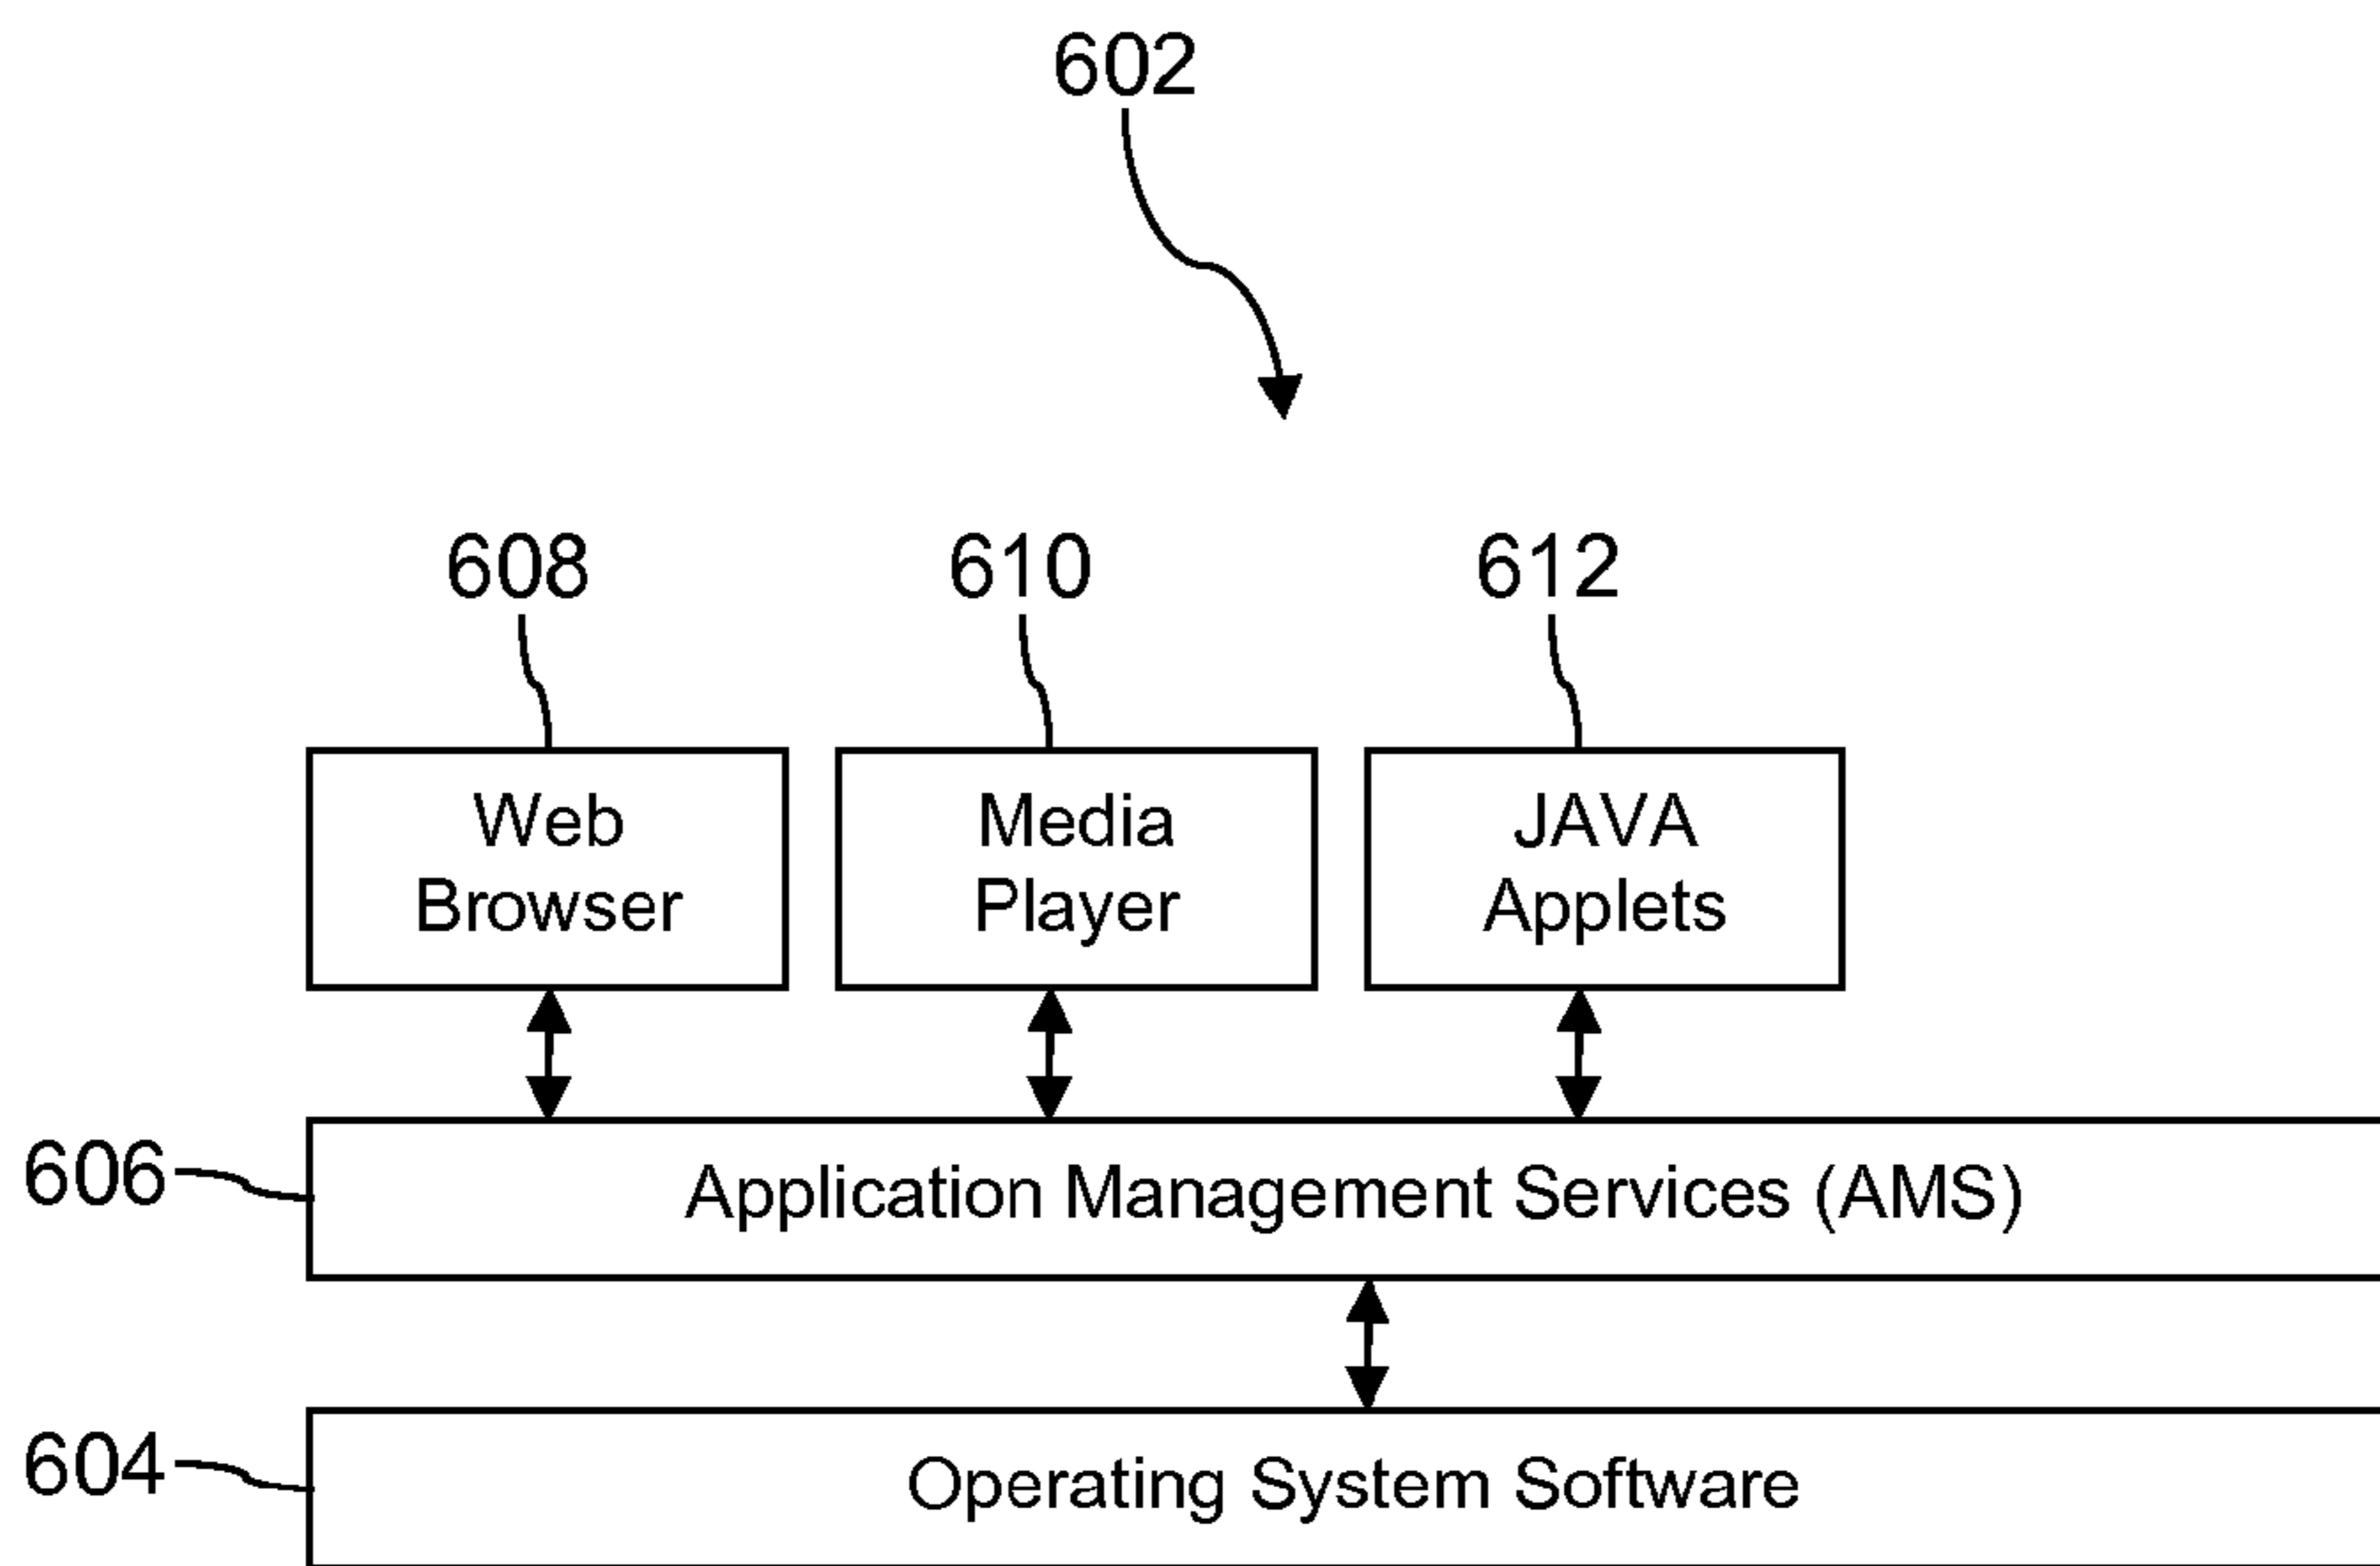 602
608
610
612
Web
Browser
Media
Player
JAVA
Applets
606
Application Management Services (AMS)
604
Operating System Software